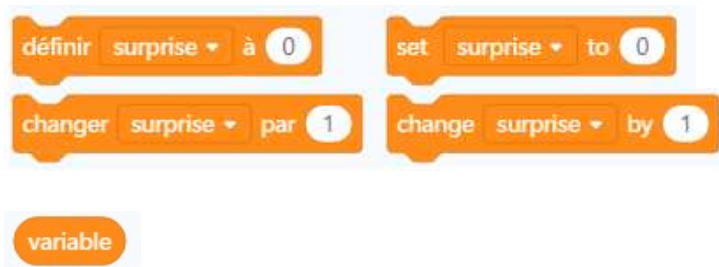 définir surprise à 0 set surprise to 0
changer surprise par 1 change surprise by 1
variable